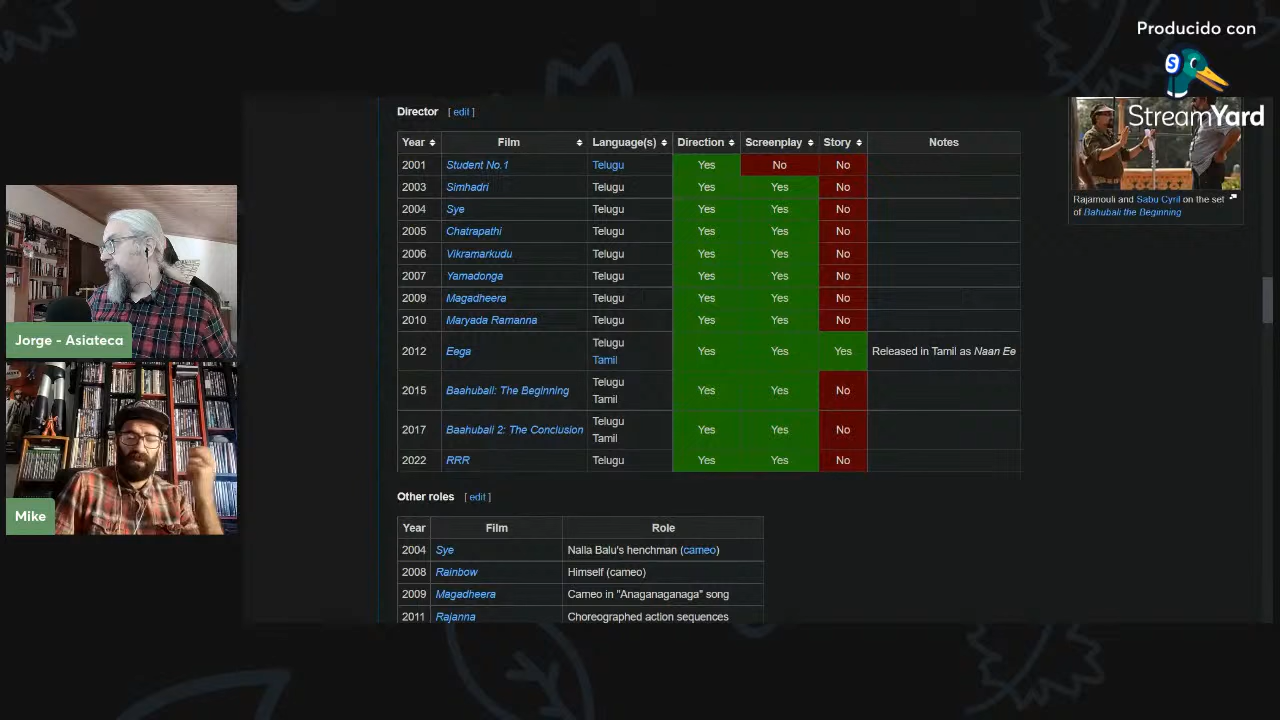 Producido con
StreamYard
Director [ edit ]
Year Film Language(s) Direction Screenplay Story Notes
2001 Student No.1 Telugu Yes No No
2003 Simhadri Telugu Yes Yes No
2004 Sye Telugu Yes Yes No
2005 Chatrapathi Telugu Yes Yes No
2006 Vikramarkudu Telugu Yes Yes No
2007 Yamadonga Telugu Yes Yes No
2009 Magadheera Telugu Yes Yes No
2010 Maryada Ramanna Telugu Yes Yes No
2012 Eega Telugu Tamil Yes Yes Yes Released in Tamil as Naan Ee
2015 Baahubali: The Beginning Telugu Tamil Yes Yes No
2017 Baahubali 2: The Conclusion Telugu Tamil Yes Yes No
2022 RRR Telugu Yes Yes No
Rajamouli and Sabu Cyril on the set
of Bahubali the Beginning
Other roles [ edit ]
Year Film Role
2004 Sye Nalla Balu's henchman (cameo)
2008 Rainbow Himself (cameo)
2009 Magadheera Cameo in "Anaganaganaga" song
2011 Rajanna Choreographed action sequences
Jorge - Asiateca
Mike